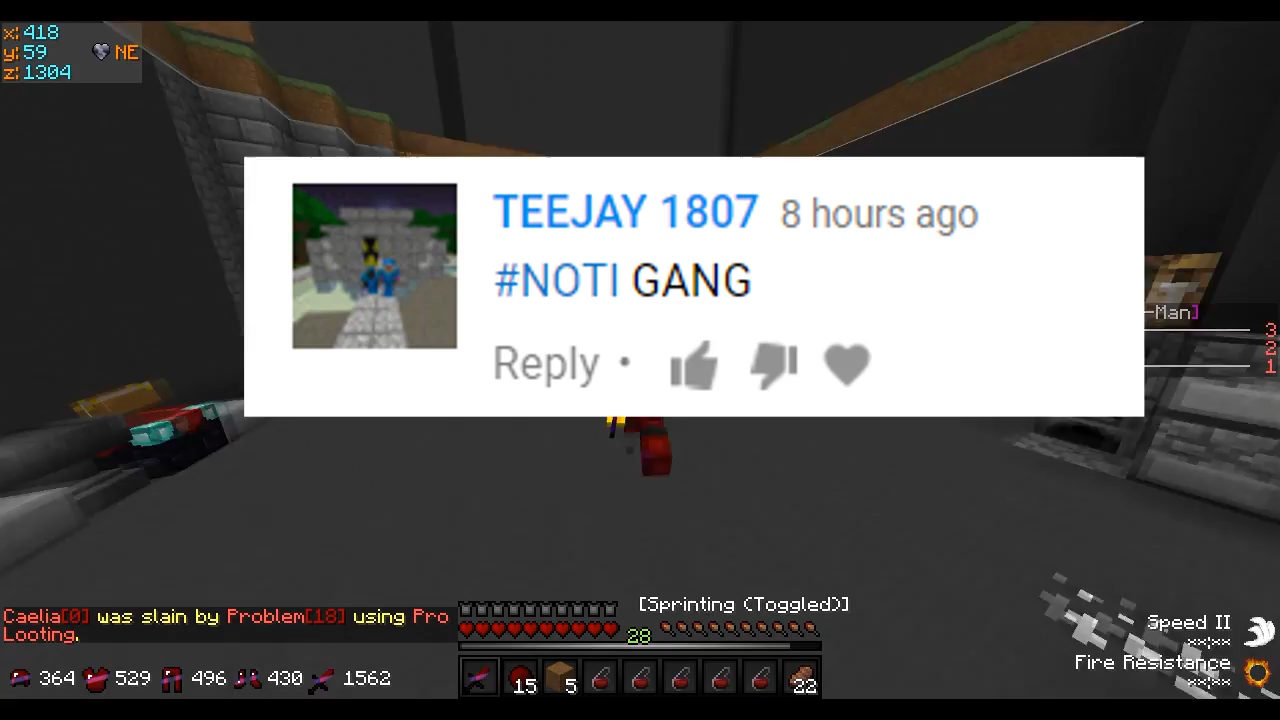 x: 418
y: 59 NE
z: 1304
TEEJAY 1807 8 hours ago
#NOTI GANG
Reply •
-Man]
3
2
1
[Sprinting (Toggled)]
Caelia[0] was slain by Problem[18] using Pro
Looting.
28
Speed II
**:**
Fire Resistance
**:**
364 529 496 430 1562
15 5 22